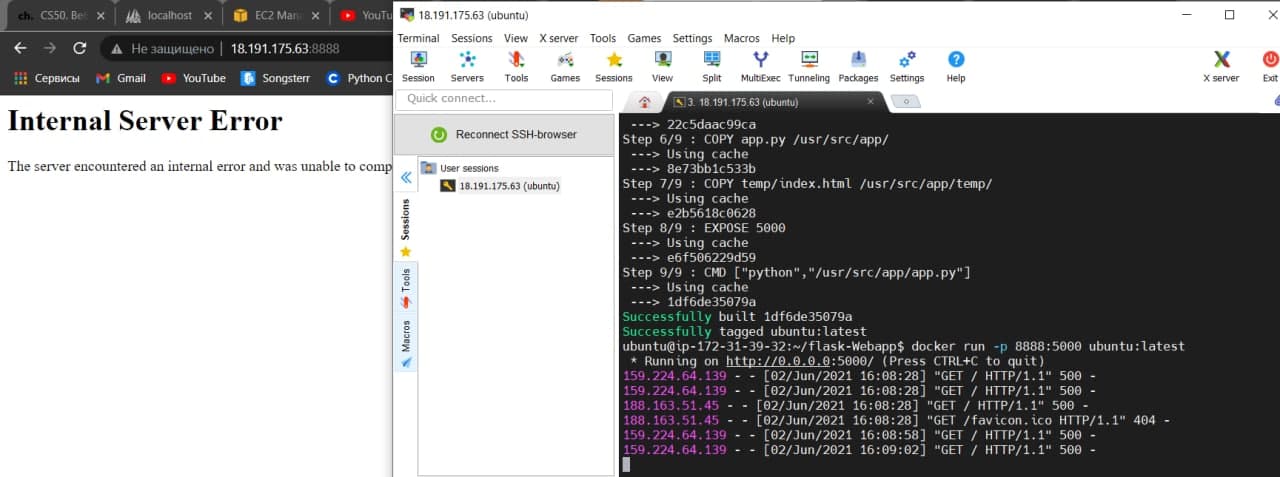 ch. CS50. Be
localhost
EC2 Man
YouTu
Не защищено | 18.191.175.63:8888
Сервисы
Gmail
YouTube
Songsterr
Python C
Internal Server Error
The server encountered an internal error and was unable to comp
18.191.175.63 (ubuntu)
Terminal Sessions View X server Tools Games Settings Macros Help
Session Servers Tools Games Sessions View Split MultiExec Tunneling Packages Settings Help X server Exit
Quick connect...
3. 18.191.175.63 (ubuntu)
Reconnect SSH-browser
User sessions
18.191.175.63 (ubuntu)
Sessions
Tools
Macros
---> 22c5daac99ca
Step 6/9 : COPY app.py /usr/src/app/
---> Using cache
---> 8e73bb1c533b
Step 7/9 : COPY temp/index.html /usr/src/app/temp/
---> Using cache
---> e2b5618c0628
Step 8/9 : EXPOSE 5000
---> Using cache
---> e6f506229d59
Step 9/9 : CMD ["python","/usr/src/app/app.py"]
---> Using cache
---> 1df6de35079a
Successfully built 1df6de35079a
Successfully tagged ubuntu:latest
ubuntu@ip-172-31-39-32:~/flask-Webapp$ docker run -p 8888:5000 ubuntu:latest
* Running on http://0.0.0.0:5000/ (Press CTRL+C to quit)
159.224.64.139 - - [02/Jun/2021 16:08:28] "GET / HTTP/1.1" 500 -
159.224.64.139 - - [02/Jun/2021 16:08:28] "GET / HTTP/1.1" 500 -
188.163.51.45 - - [02/Jun/2021 16:08:28] "GET / HTTP/1.1" 500 -
188.163.51.45 - - [02/Jun/2021 16:08:28] "GET /favicon.ico HTTP/1.1" 404 -
159.224.64.139 - - [02/Jun/2021 16:08:58] "GET / HTTP/1.1" 500 -
159.224.64.139 - - [02/Jun/2021 16:09:02] "GET / HTTP/1.1" 500 -